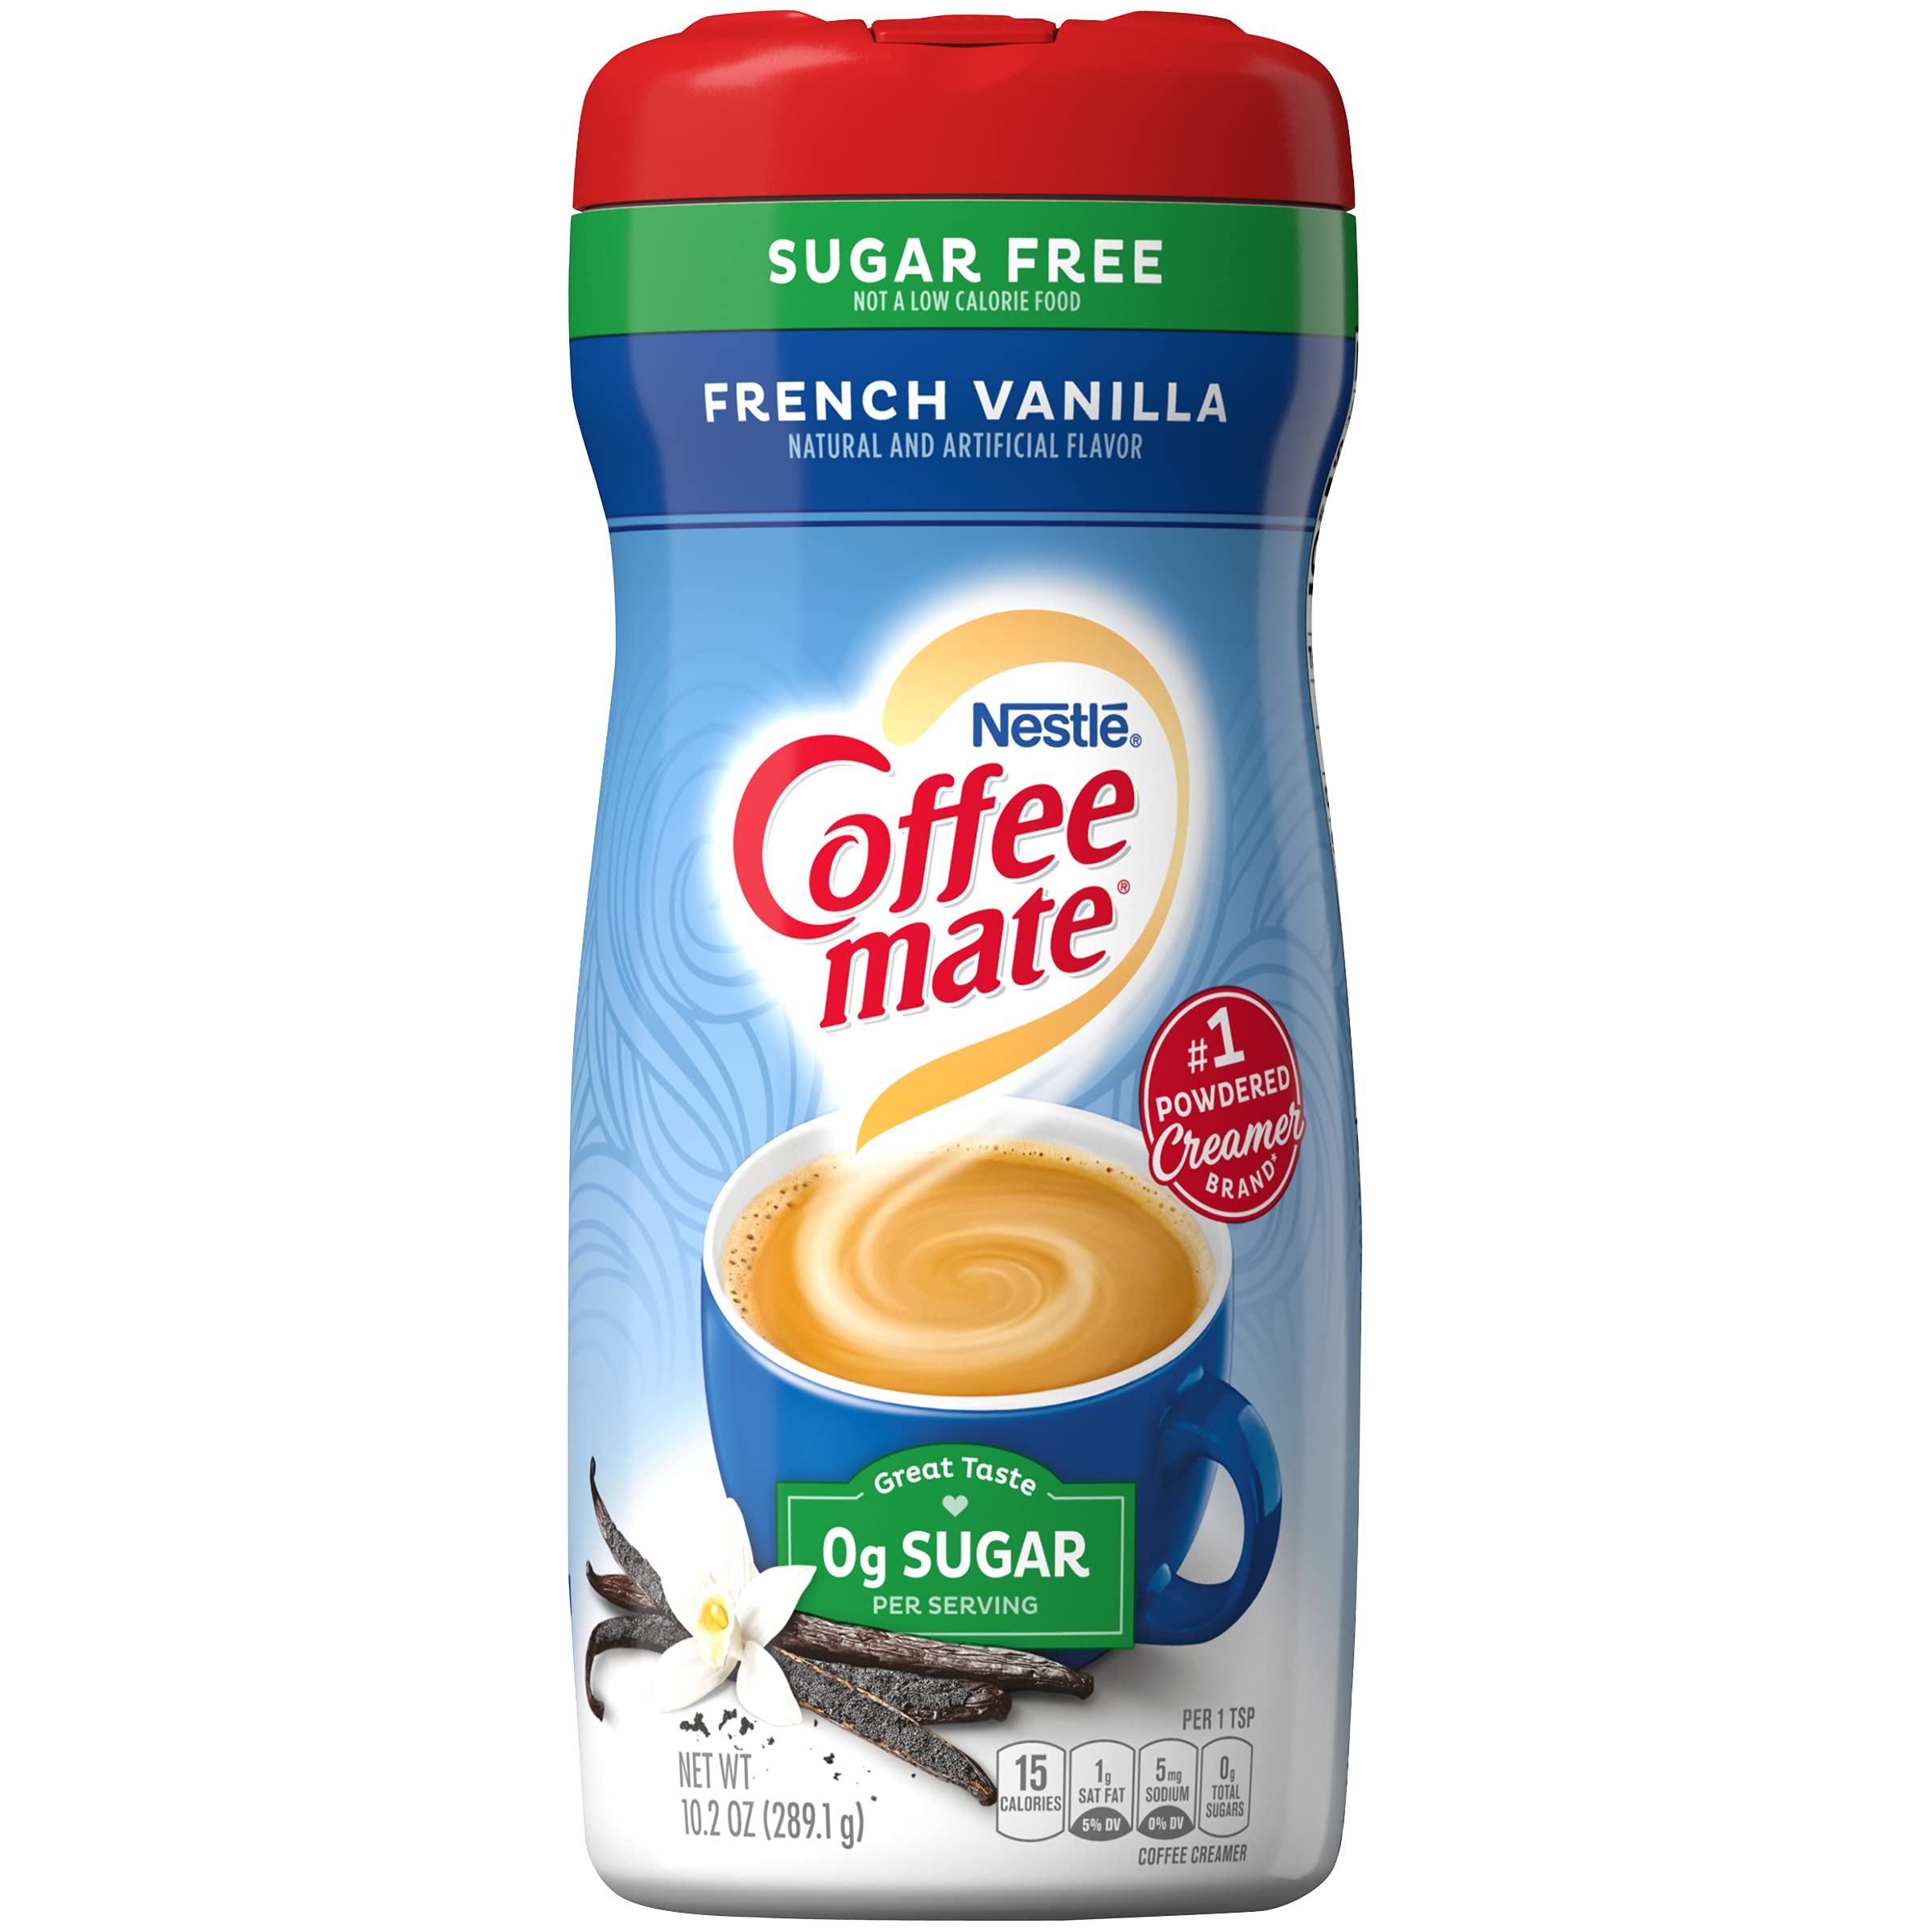 SUGAR FREE
NOT A LOW CALORIE FOOD
FRENCH VANILLA
NATURAL AND ARTIFICIAL FLAVOR
Nestlé®
Coffee
mate®
#1
POWDERED
Creamer
BRAND*
Great Taste
0g SUGAR
PER SERVING
NET WT
10.2 OZ (289.1 g)
PER 1 TSP
15
CALORIES
1g
SAT FAT
5% DV
5mg
SODIUM
0% DV
0g
TOTAL
SUGARS
COFFEE CREAMER